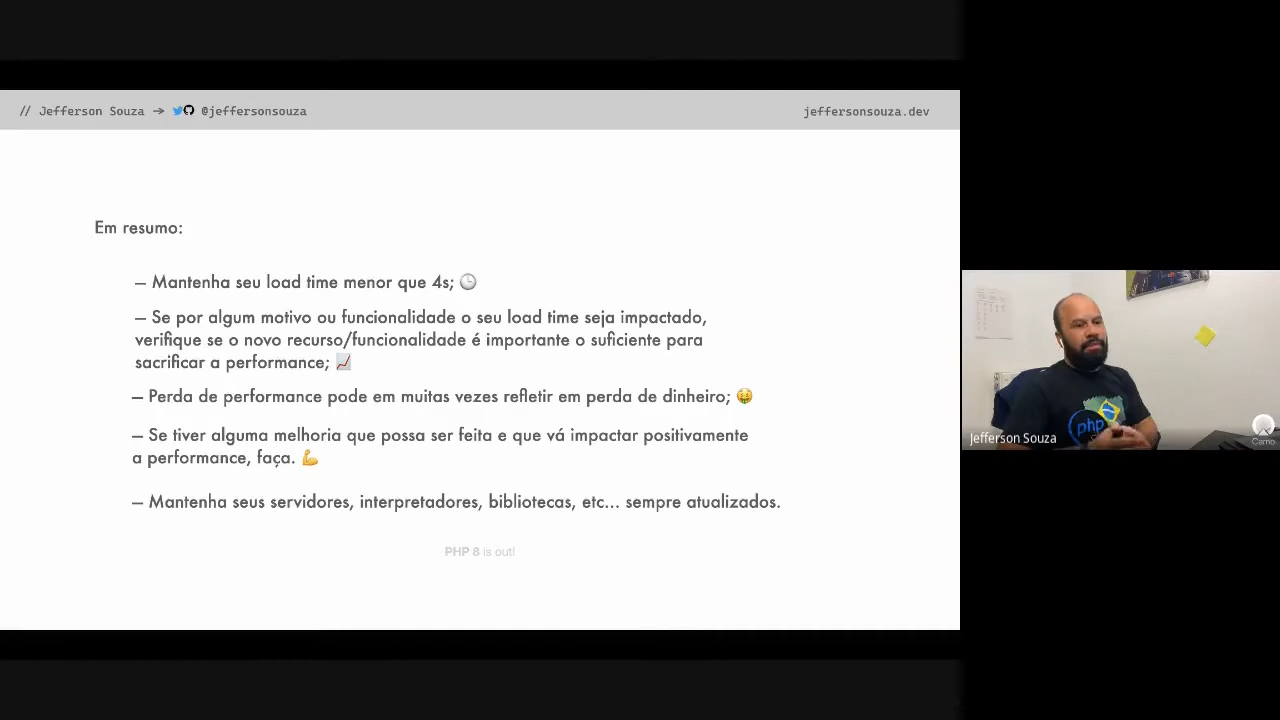 // Jefferson Souza → @jeffersonsouza
jeffersonsouza.dev
Em resumo:
– Mantenha seu load time menor que 4s; 🕒
– Se por algum motivo ou funcionalidade o seu load time seja impactado,
verifique se o novo recurso/funcionalidade é importante o suficiente para
sacrificar a performance; 📈
– Perda de performance pode em muitas vezes refletir em perda de dinheiro; 🤑
– Se tiver alguma melhoria que possa ser feita e que vá impactar positivamente
a performance, faça. 💪
– Mantenha seus servidores, interpretadores, bibliotecas, etc... sempre atualizados.
PHP 8 is out!
php
Jefferson Souza
Camo